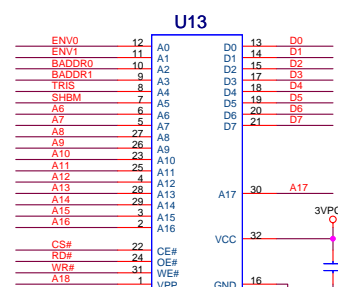 U13
ENV0 12 A0 D0 13 D0
ENV1 11 A1 D1 14 D1
BADDR0 10 A2 D2 15 D2
BADDR1 9 A3 D3 17 D3
TRIS 8 A4 D4 18 D4
SHBM 7 A5 D5 19 D5
A6 6 A6 D6 20 D6
A7 5 A7 D7 21 D7
A8 27 A8
A9 26 A9
A10 23 A10
A11 25 A11
A12 4 A12
A13 28 A13 A17 30 A17
A14 29 A14
A15 3 A15
A16 2 A16
3VPC
VCC 32
CS# 22 CE#
RD# 24 OE#
WR# 31 WE#
A18 1 VPP GND 16